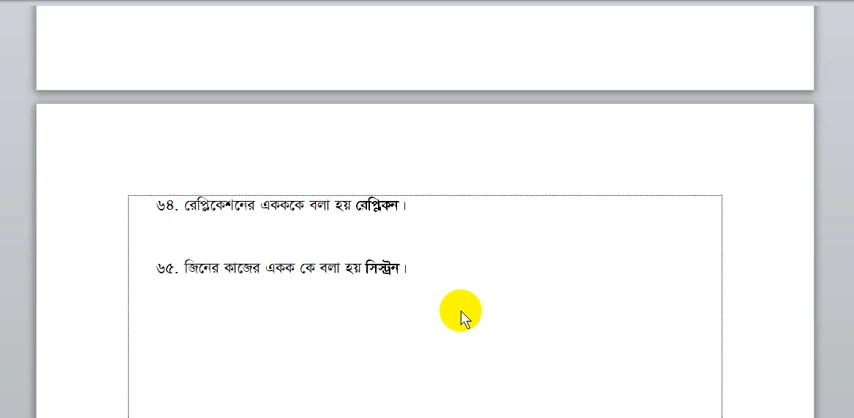 ৬৪. রেপ্লিকেশনের একককে বলা হয় রেপ্লিকন।
৬৫. জিনের কাজের একক কে বলা হয় সিস্ট্রন।